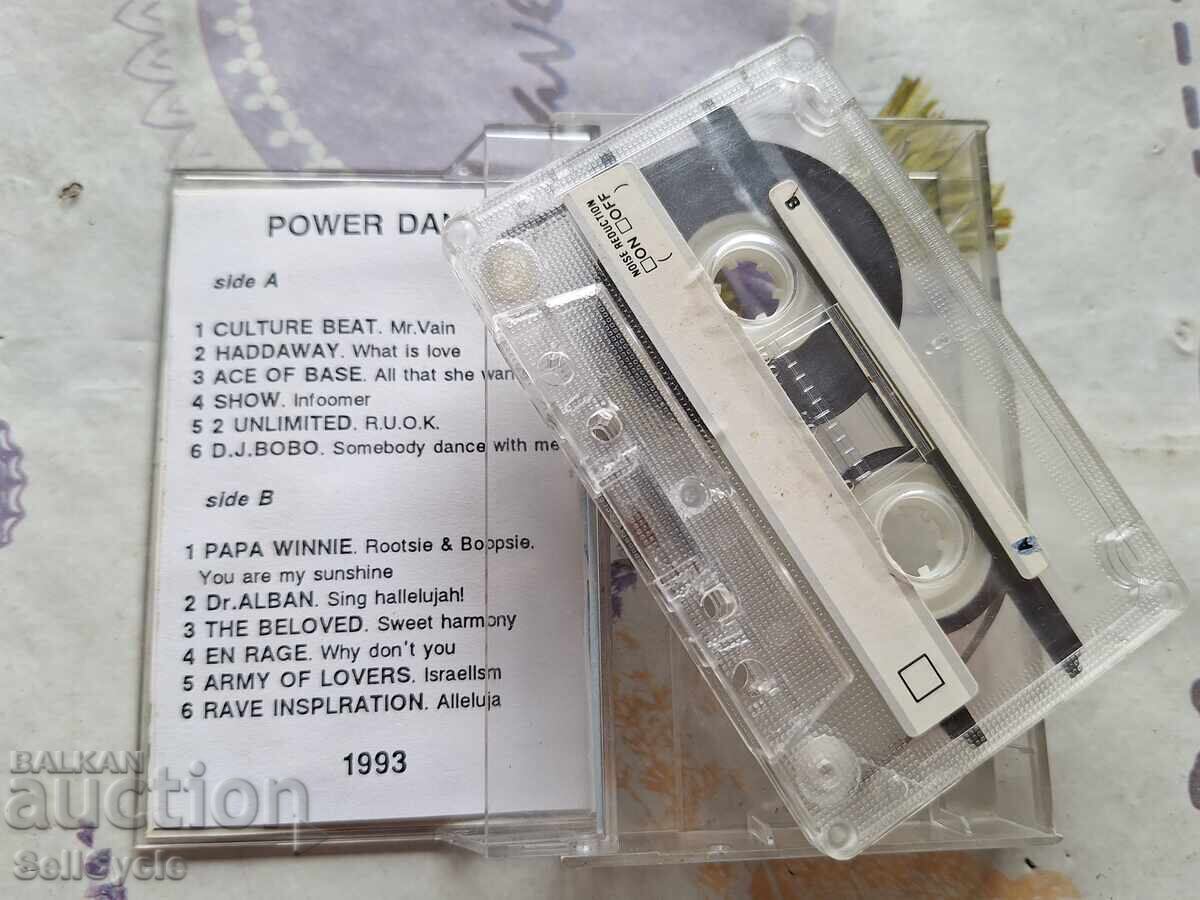 POWER DAN
side A
1 CULTURE BEAT. Mr.Vain
2 HADDAWAY. What is love
3 ACE OF BASE. All that she wan
4 SHOW. Infoomer
5 2 UNLIMITED. R.U.O.K.
6 D.J.BOBO. Somebody dance with me
side B
1 PAPA WINNIE. Rootsie & Boopsie.
You are my sunshine
2 Dr.ALBAN. Sing hallelujah!
3 THE BELOVED. Sweet harmony
4 EN RAGE. Why don't you
5 ARMY OF LOVERS. Israelism
6 RAVE INSPLRATION. Alleluja
1993
NOISE REDUCTION
ON OFF
B
A
BALKAN
auction
SellCycle